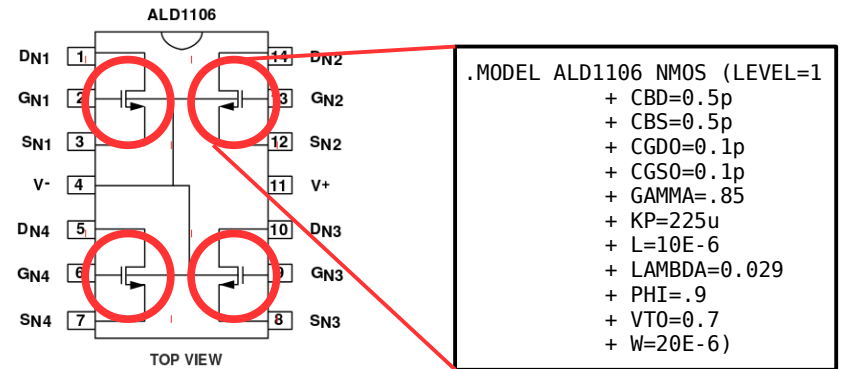 ALD1106
DN1 1 14 DN2
GN1 2 13 GN2
SN1 3 12 SN2
V- 4 11 V+
DN4 5 10 DN3
GN4 6 9 GN3
SN4 7 8 SN3
TOP VIEW
.MODEL ALD1106 NMOS (LEVEL=1
+ CBD=0.5p
+ CBS=0.5p
+ CGDO=0.1p
+ CGSO=0.1p
+ GAMMA=.85
+ KP=225u
+ L=10E-6
+ LAMBDA=0.029
+ PHI=.9
+ VTO=0.7
+ W=20E-6)